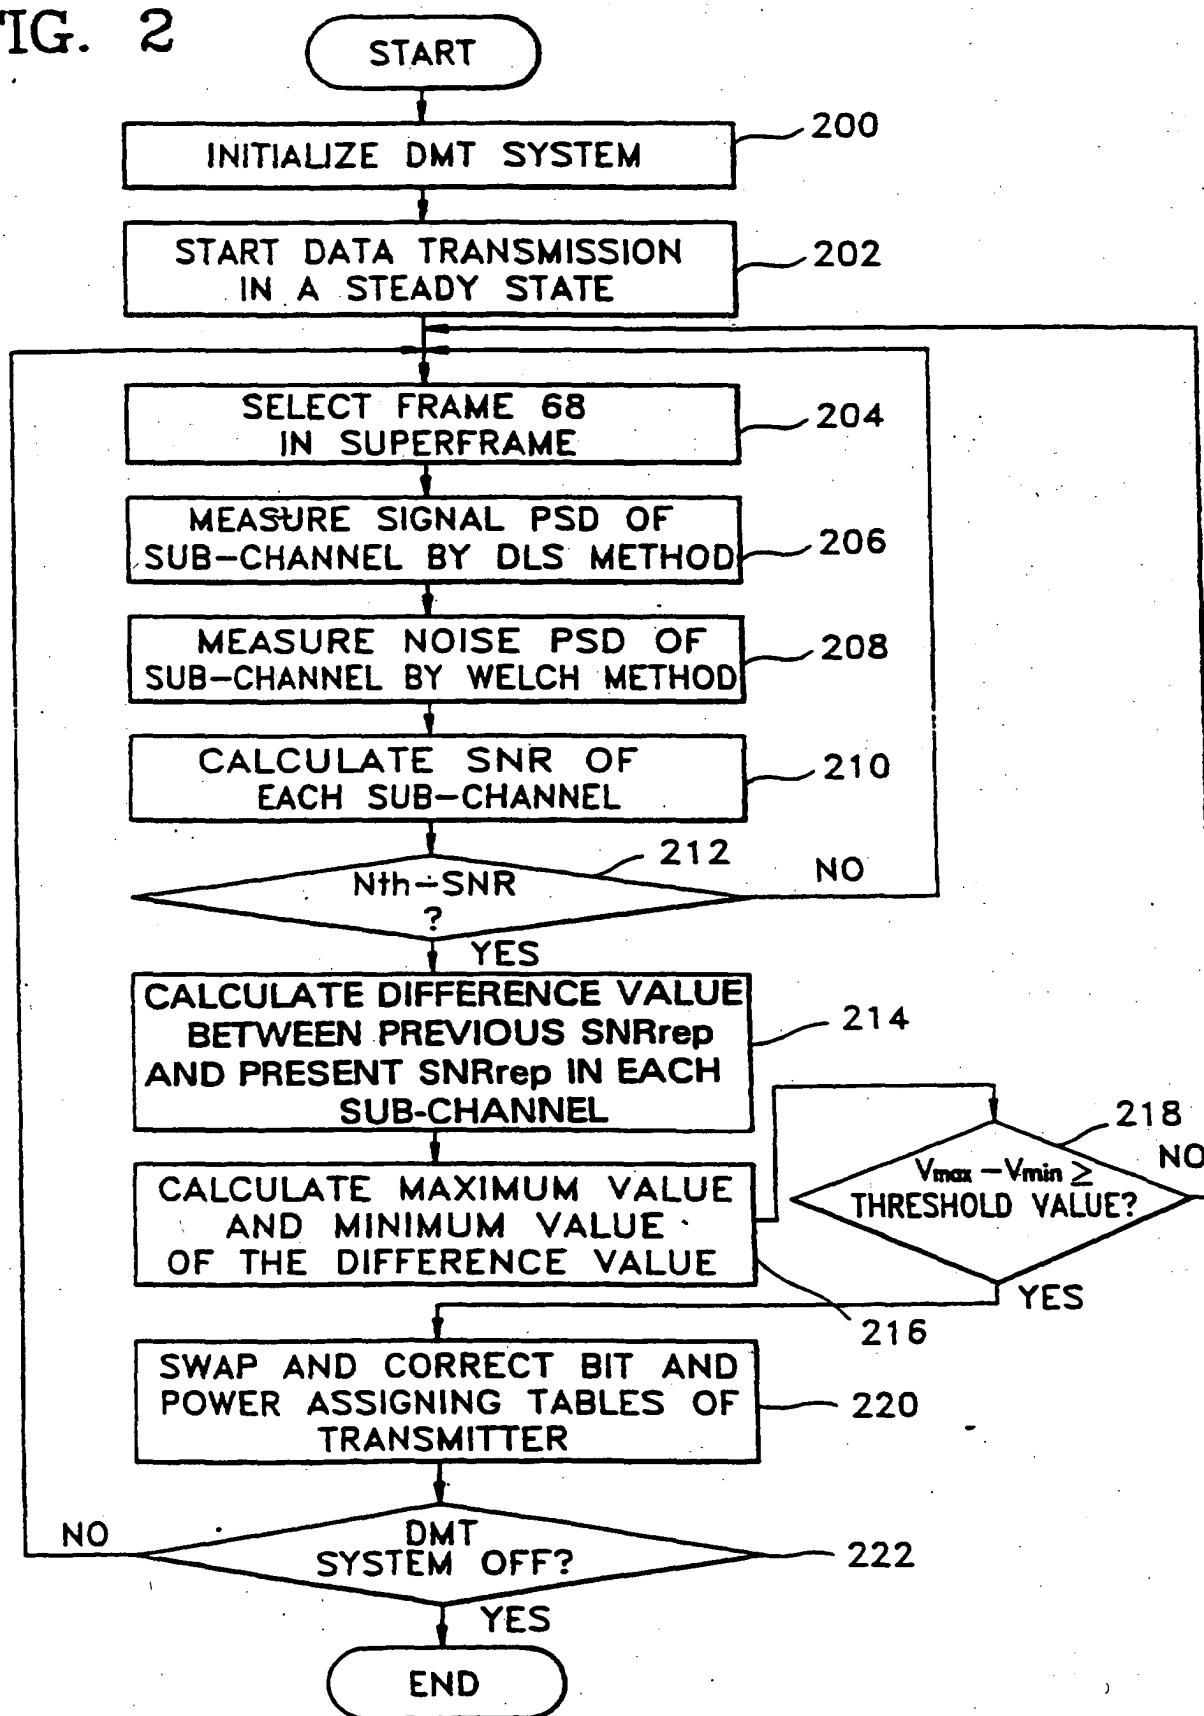 FIG. 2
START
INITIALIZE DMT SYSTEM
200
START DATA TRANSMISSION
IN A STEADY STATE
202
SELECT FRAME 68
IN SUPERFRAME
204
MEASURE SIGNAL PSD OF
SUB-CHANNEL BY DLS METHOD
206
MEASURE NOISE PSD OF
SUB-CHANNEL BY WELCH METHOD
208
CALCULATE SNR OF
EACH SUB-CHANNEL
210
Nth-SNR
?
212
NO
YES
CALCULATE DIFFERENCE VALUE
BETWEEN PREVIOUS SNRrep
AND PRESENT SNRrep IN EACH
SUB-CHANNEL
214
CALCULATE MAXIMUM VALUE
AND MINIMUM VALUE
OF THE DIFFERENCE VALUE
216
Vmax - Vmin ≥
THRESHOLD VALUE?
218
NO
YES
SWAP AND CORRECT BIT AND
POWER ASSIGNING TABLES OF
TRANSMITTER
220
DMT
SYSTEM OFF?
222
NO
YES
END